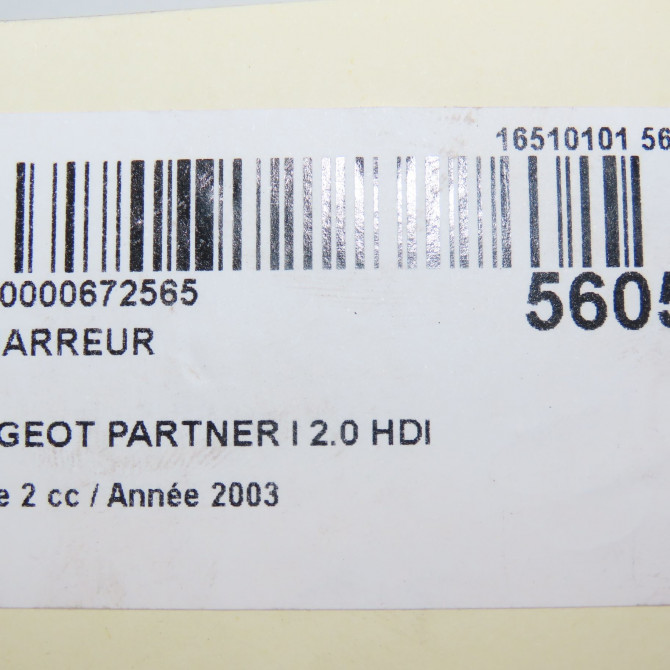 16510101 56
0000672565
5605
ARREUR
GEOT PARTNER I 2.0 HDI
e 2 cc / Année 2003